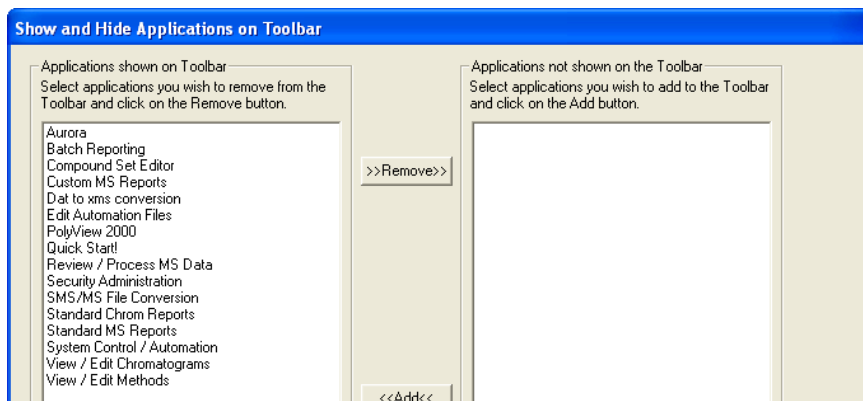 Show and Hide Applications on Toolbar
Applications shown on Toolbar
Select applications you wish to remove from the
Toolbar and click on the Remove button.
Aurora
Batch Reporting
Compound Set Editor
Custom MS Reports
Dat to xms conversion
Edit Automation Files
PolyView 2000
Quick Start!
Review / Process MS Data
Security Administration
SMS/MS File Conversion
Standard Chrom Reports
Standard MS Reports
System Control / Automation
View / Edit Chromatograms
View / Edit Methods
>>Remove>>
<<Add<<
Applications not shown on the Toolbar
Select applications you wish to add to the Toolbar
and click on the Add button.